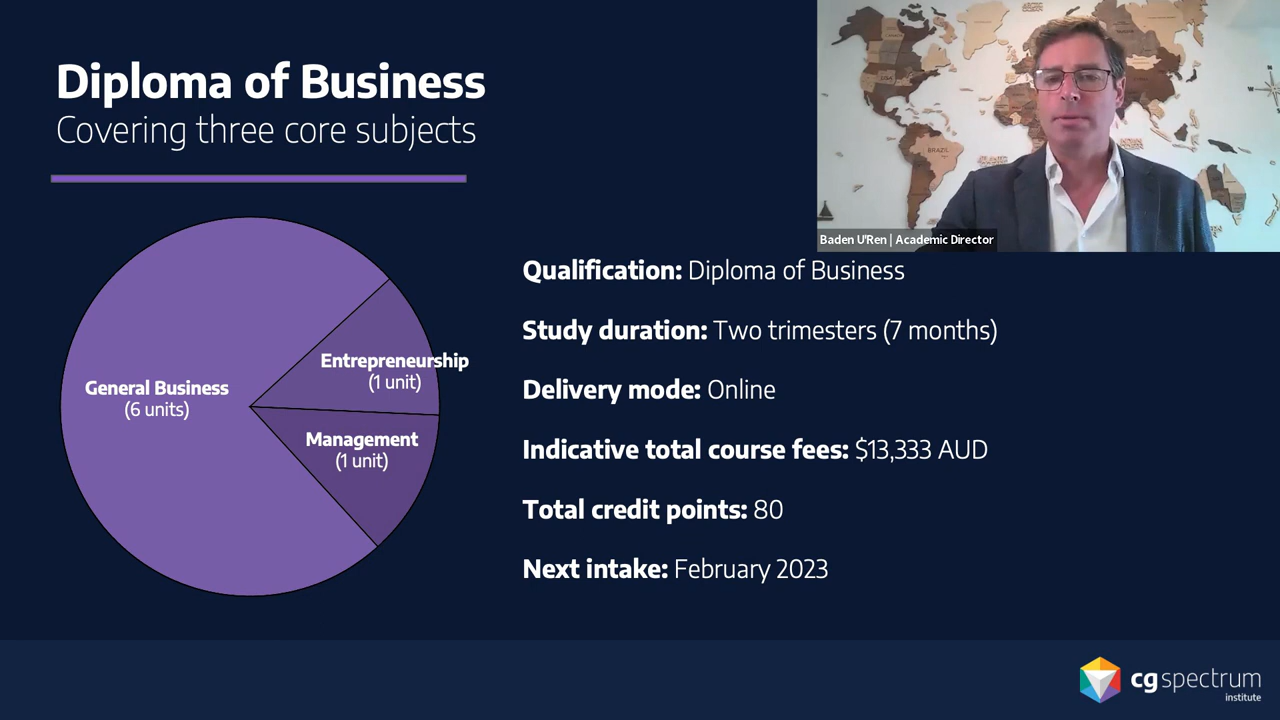 Diploma of Business
Covering three core subjects
BRAZIL
Baden U'Ren | Academic Director
General Business
(6 units)
Entrepreneurship
(1 unit)
Management
(1 unit)
Qualification: Diploma of Business
Study duration: Two trimesters (7 months)
Delivery mode: Online
Indicative total course fees: $13,333 AUD
Total credit points: 80
Next intake: February 2023
cg spectrum
institute